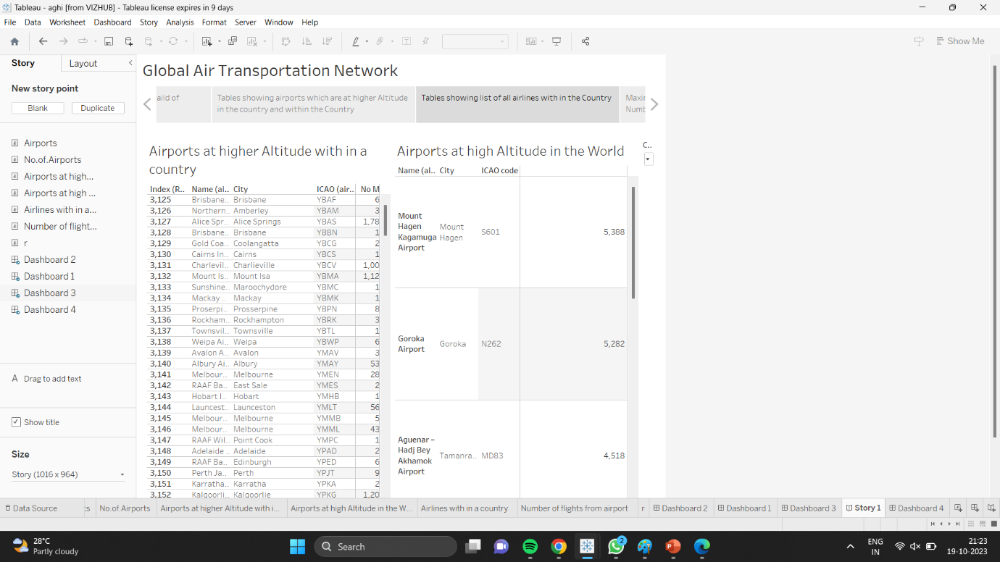 Tableau - aghi [from VIZHUB] - Tableau license expires in 9 days
File Data Worksheet Dashboard Story Analysis Format Server Window Help
Show Me
Story Layout
New story point
Blank Duplicate
Airports
No.of.Airports
Airports at high...
Airports at high ...
Airlines with in a...
Number of flight...
r
Dashboard 2
Dashboard 1
Dashboard 3
Dashboard 4
A Drag to add text
Show title
Size
Story (1016 x 964)
Global Air Transportation Network
aild of
Tables showing airports which are at higher Altitude
in the country and within the Country
Tables showing list of all airlines with in the Country
Maxir
Numb
Airports at higher Altitude with in a
country
Index (R.. Name (ai.. City ICAO (air.. No M
3,125 Brisbane.. Brisbane YBAF 6
3,126 Northern.. Amberley YBAM 3
3,127 Alice Spr.. Alice Springs YBAS 1,78
3,128 Brisbane.. Brisbane YBBN 1
3,129 Gold Coa.. Coolangatta YBCG 2
3,130 Cairns In.. Cairns YBCS 1
3,131 Charlevil.. Charlieville YBCV 1,00
3,132 Mount Is.. Mount Isa YBMA 1,12
3,133 Sunshine.. Maroochydore YBMC 1
3,134 Mackay .. Mackay YBMK 1
3,135 Proserpi.. Prosserpine YBPN 8
3,136 Rockham.. Rockhampton YBRK 3
3,137 Townsvil.. Townsville YBTL 1
3,138 Weipa Ai.. Weipa YBWP 6
3,139 Avalon A.. Avalon YMAV 3
3,140 Albury Ai.. Albury YMAY 53
3,141 Melbour.. Melbourne YMEN 28
3,142 RAAF Ba.. East Sale YMES 2
3,143 Hobart I.. Hobart YMHB 1
3,144 Launcest.. Launceston YMLT 56
3,145 Melbour.. Melbourne YMMB 5
3,146 Melbour.. Melbourne YMML 43
3,147 RAAF Wil.. Point Cook YMPC 1
3,148 Adelaide .. Adelaide YPAD 2
3,149 RAAF Ba.. Edinburgh YPED 6
3,150 Perth Ja.. Perth YPJT 9
3,151 Karratha.. Karratha YPKA 2
3,152 Kalgoorli.. Kalgoorlie YPKG 1,20
Airports at high Altitude in the World
C..
Name (ai.. City ICAO code
Mount
Hagen
Kagamuga
Airport
Mount
Hagen
S601
5,388
Goroka
Airport
Goroka
N262
5,282
Aguenar –
Hadj Bey
Akhamok
Airport
Tamanra..
MD83
4,518
Data Source ts No.of.Airports Airports at higher Altitude with i... Airports at high Altitude in the W... Airlines with in a country Number of flights from airport r Dashboard 2 Dashboard 1 Dashboard 3 Story 1 Dashboard 4
28°C
Partly cloudy
Search
2
ENG
IN
21:23
19-10-2023